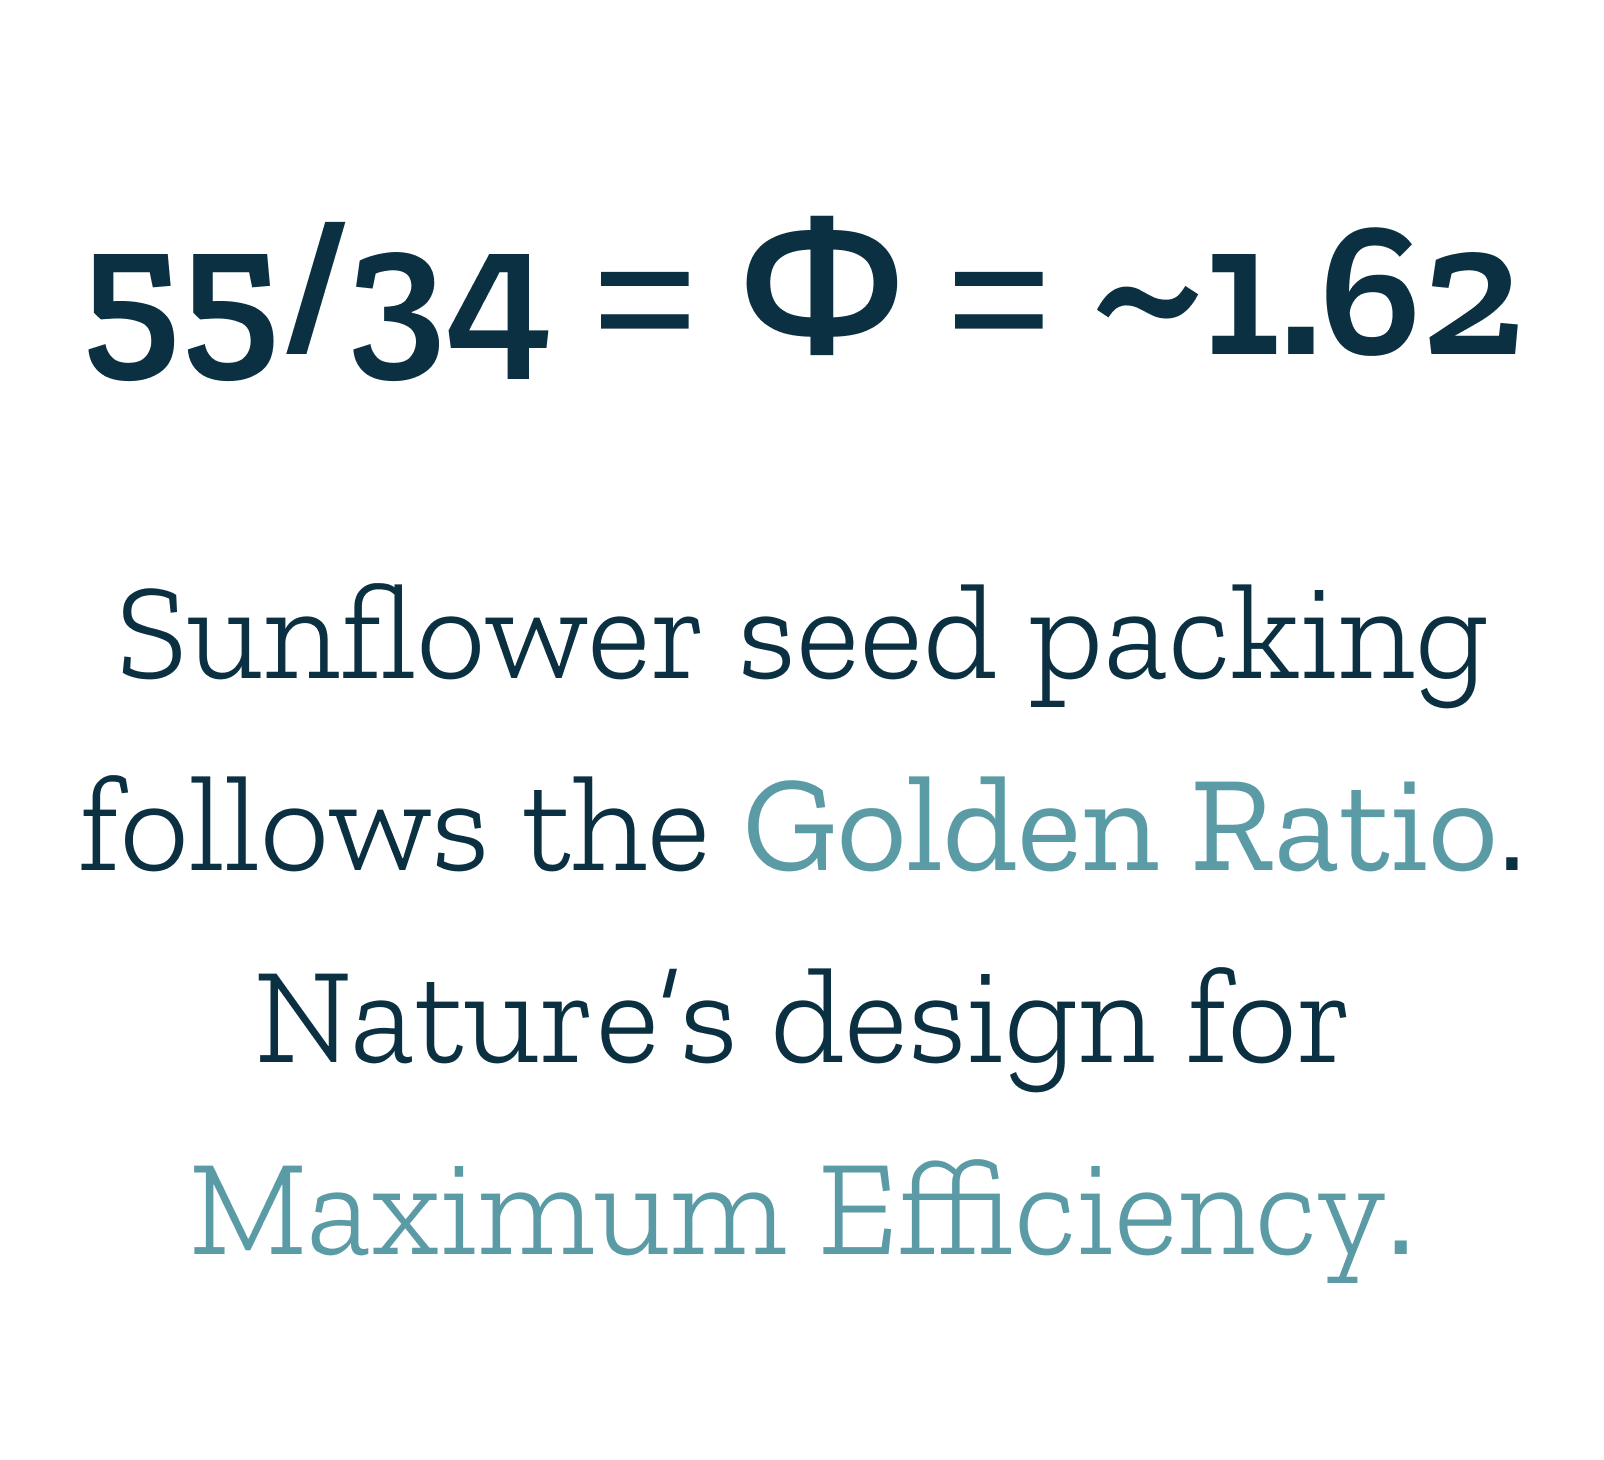 55/34 = Φ = ~1.62
Sunflower seed packing
follows the Golden Ratio.
Nature's design for
Maximum Efficiency.